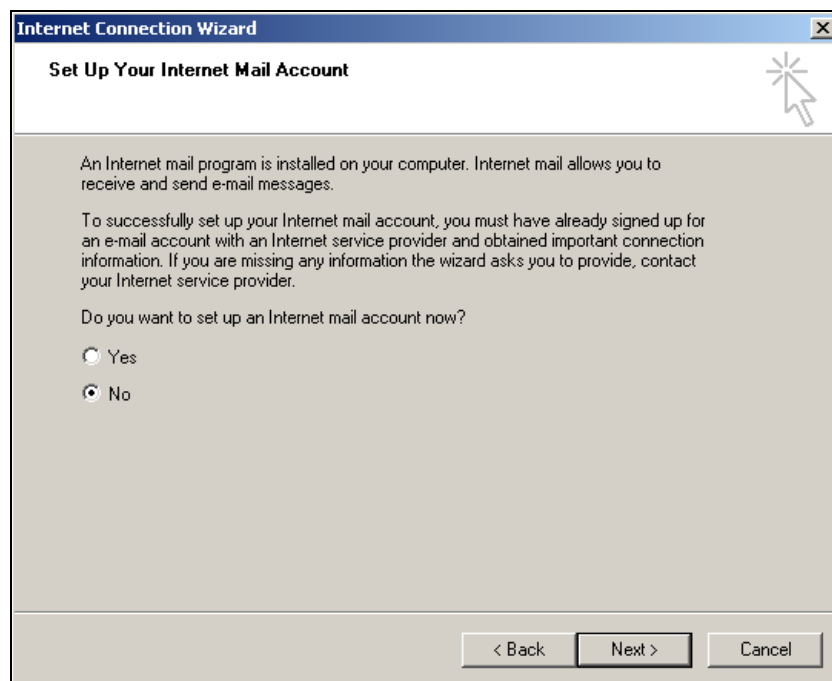 Internet Connection Wizard
Set Up Your Internet Mail Account
An Internet mail program is installed on your computer. Internet mail allows you to
receive and send e-mail messages.
To successfully set up your Internet mail account, you must have already signed up for
an e-mail account with an Internet service provider and obtained important connection
information. If you are missing any information the wizard asks you to provide, contact
your Internet service provider.
Do you want to set up an Internet mail account now?
Yes
No
< Back Next > Cancel